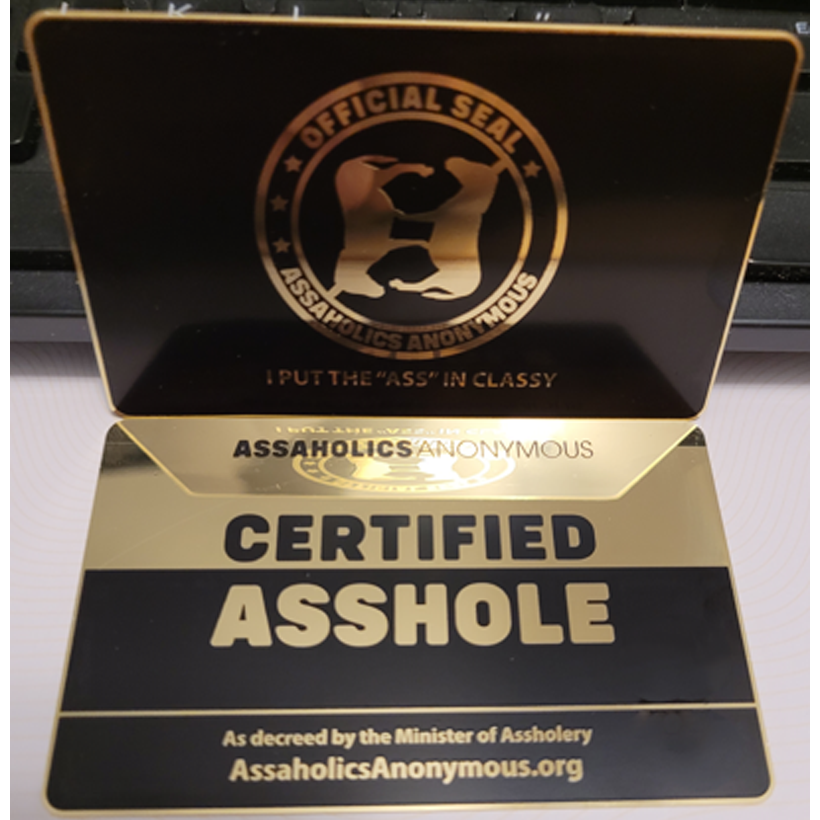 OFFICIAL SEAL
ASSAHOLICS ANONYMOUS
I PUT THE "ASS" IN CLASSY
ASSAHOLICSANONYMOUS
CERTIFIED
ASSHOLE
As decreed by the Minister of Assholery
AssaholicsAnonymous.org